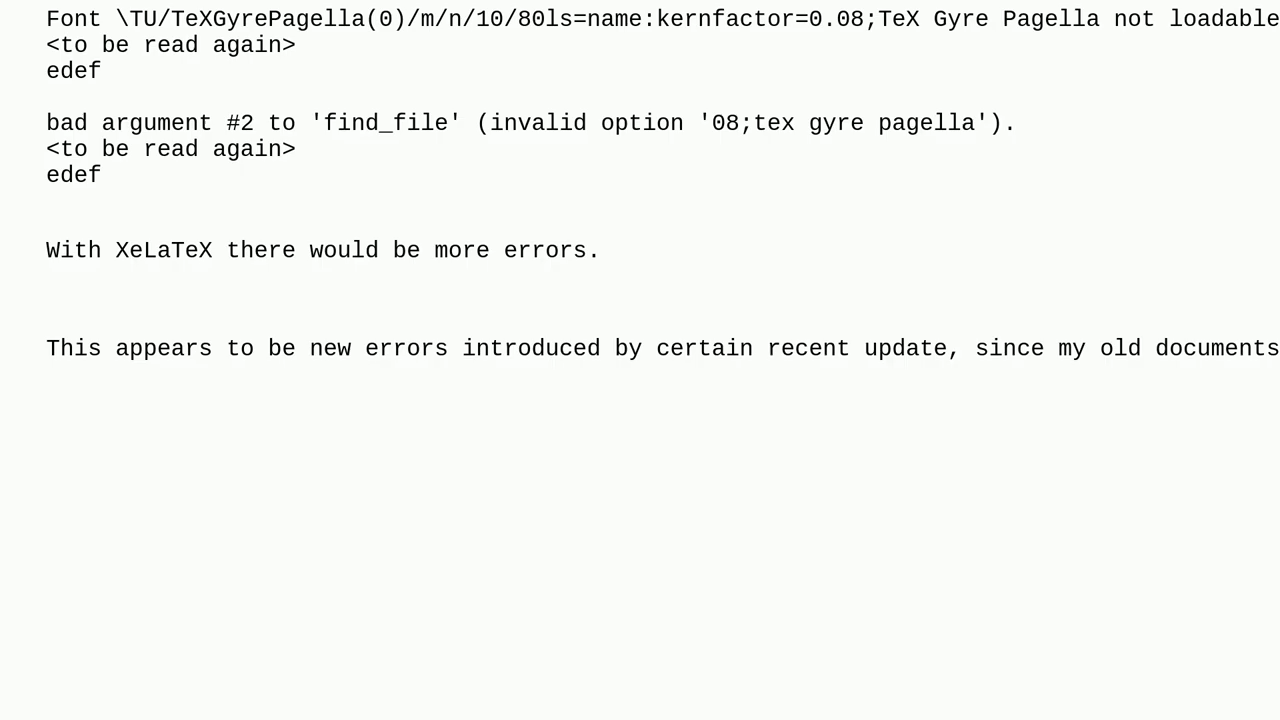 Font \TU/TeXGyrePagella(0)/m/n/10/80ls=name:kernfactor=0.08;TeX Gyre Pagella not loadable
<to be read again>
edef
bad argument #2 to 'find_file' (invalid option '08;tex gyre pagella').
<to be read again>
edef
With XeLaTeX there would be more errors.
This appears to be new errors introduced by certain recent update, since my old documents